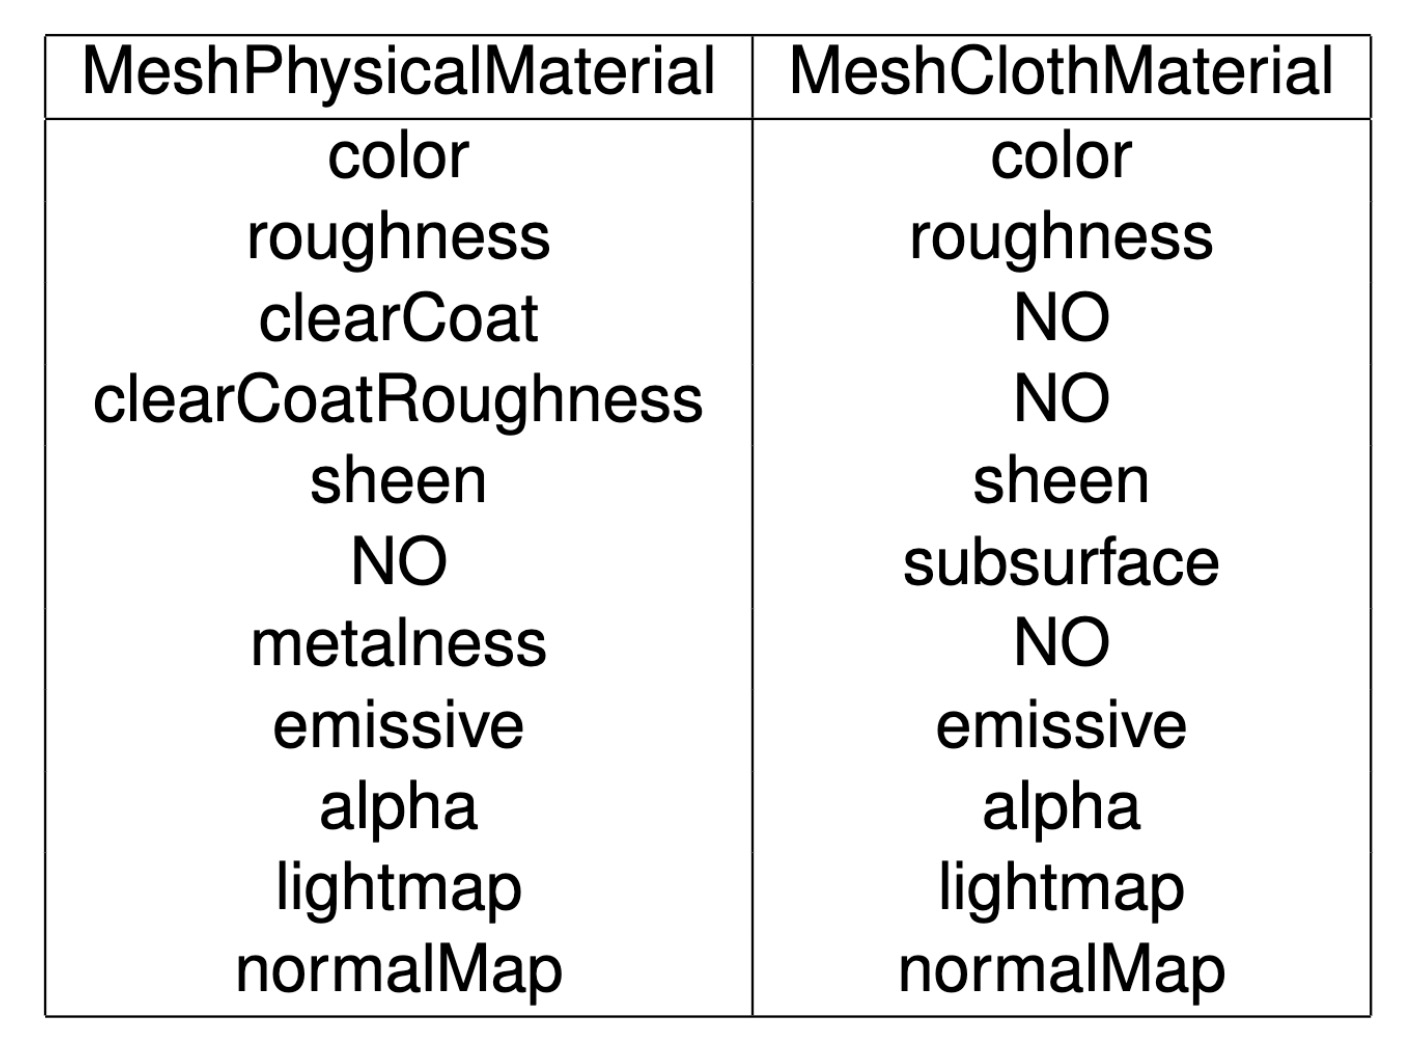 MeshPhysicalMaterial MeshClothMaterial
color color
roughness roughness
clearCoat NO
clearCoatRoughness NO
sheen sheen
NO subsurface
metalness NO
emissive emissive
alpha alpha
lightmap lightmap
normalMap normalMap